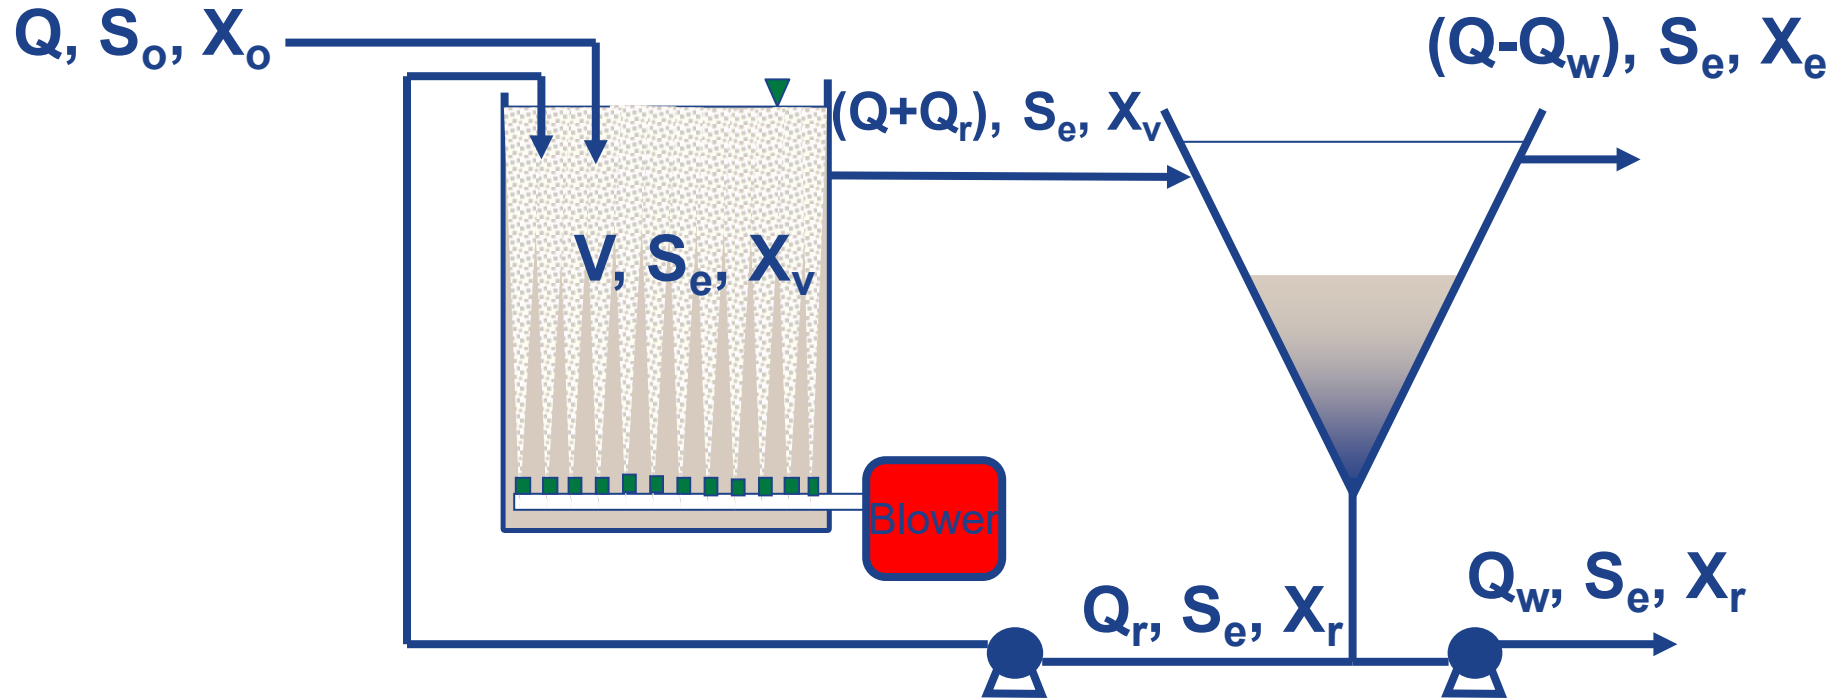 Q, So, Xo
(Q-Qw), Se, Xe
(Q+Qr), Se, Xv
V, Se, Xv
Blower
Qr, Se, Xr
Qw, Se, Xr